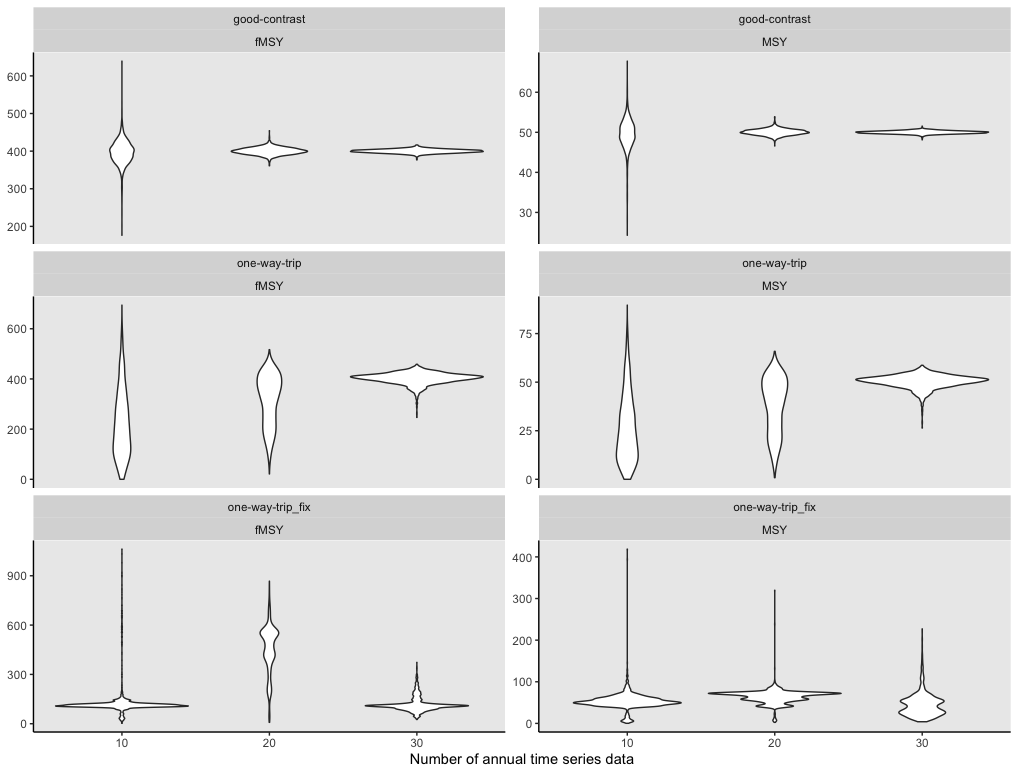 good-contrast
fMSY
600
500
400
300
200
good-contrast
MSY
60
50
40
30
one-way-trip
fMSY
600
400
200
0
one-way-trip
MSY
75
50
25
0
one-way-trip_fix
fMSY
900
600
300
0
10 20 30
one-way-trip_fix
MSY
400
300
200
100
0
10 20 30
Number of annual time series data